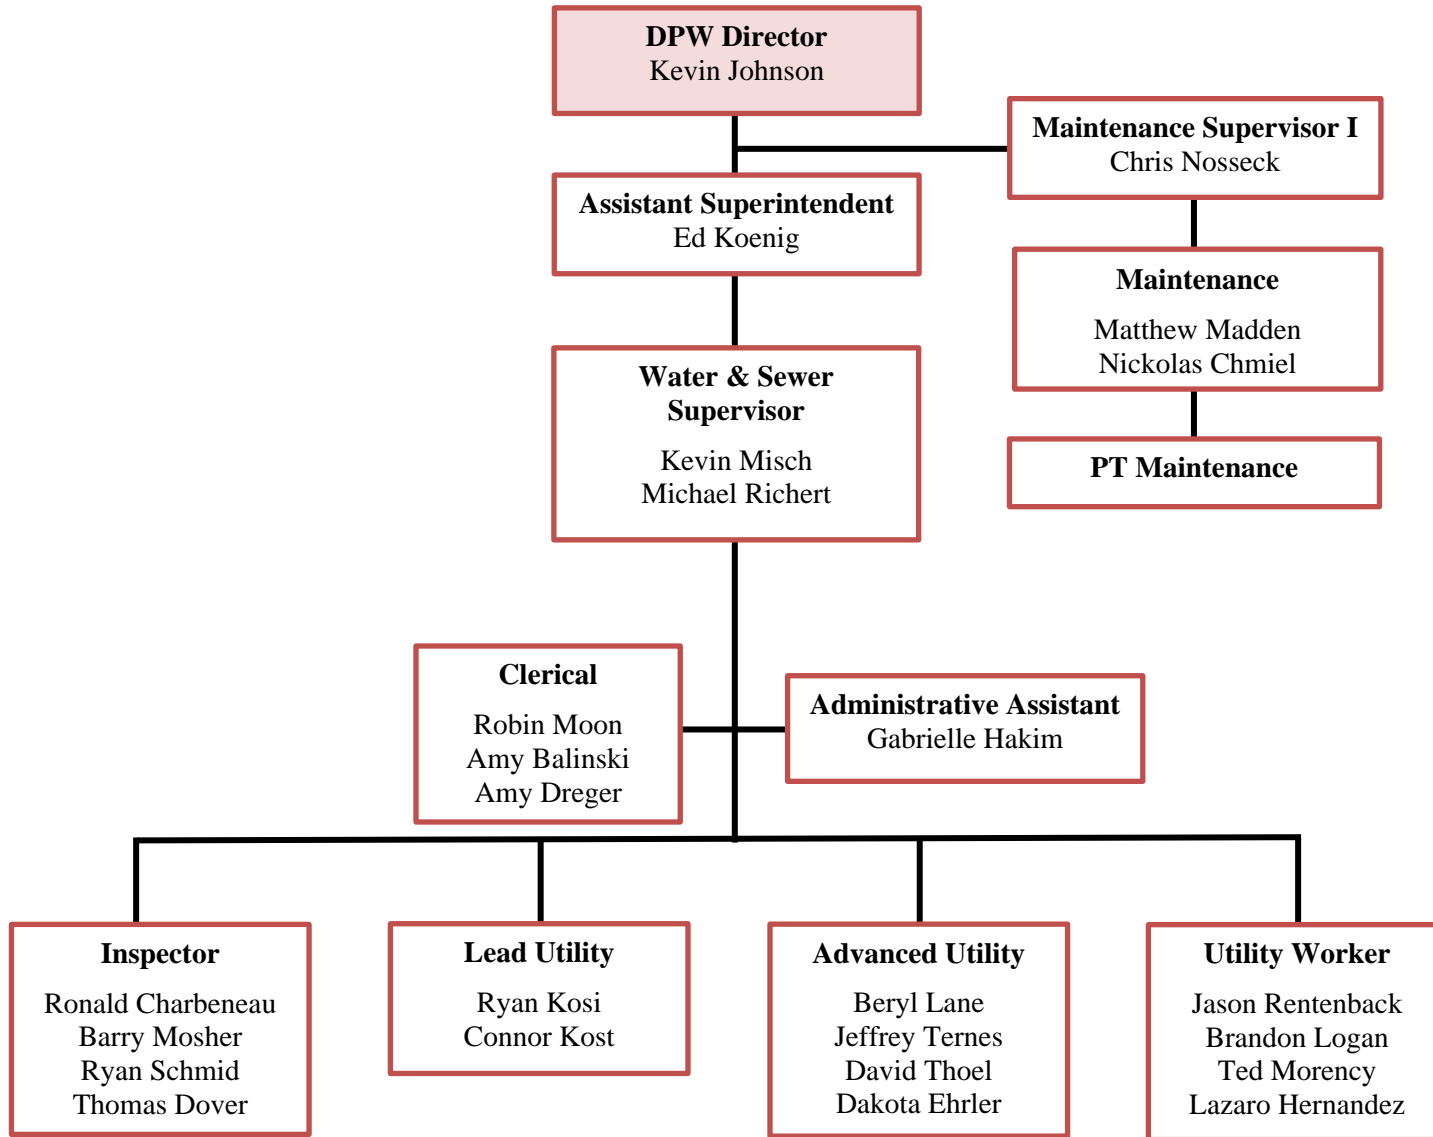 DPW Director
Kevin Johnson
Maintenance Supervisor I
Chris Nosseck
Assistant Superintendent
Ed Koenig
Maintenance
Matthew Madden
Nickolas Chmiel
Water & Sewer
Supervisor
Kevin Misch
Michael Richert
PT Maintenance
Clerical
Robin Moon
Amy Balinski
Amy Dreger
Administrative Assistant
Gabrielle Hakim
Inspector
Ronald Charbeneau
Barry Mosher
Ryan Schmid
Thomas Dover
Lead Utility
Ryan Kosi
Connor Kost
Advanced Utility
Beryl Lane
Jeffrey Ternes
David Thoel
Dakota Ehrler
Utility Worker
Jason Rentenback
Brandon Logan
Ted Morency
Lazaro Hernandez